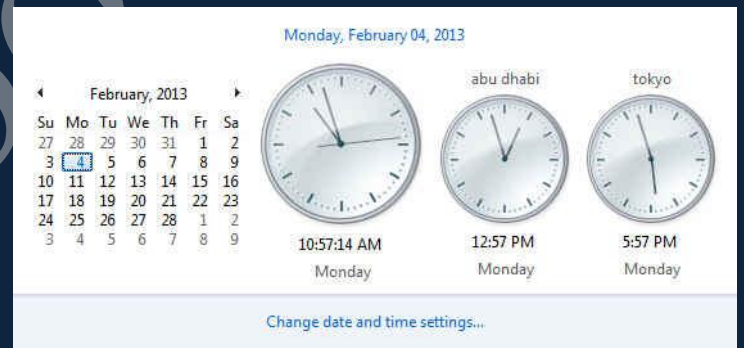 Monday, February 04, 2013
February, 2013
Su Mo Tu We Th Fr Sa
27 28 29 30 31 1 2
3 4 5 6 7 8 9
10 11 12 13 14 15 16
17 18 19 20 21 22 23
24 25 26 27 28 1 2
3 4 5 6 7 8 9
10:57:14 AM
Monday
abu dhabi
12:57 PM
Monday
tokyo
5:57 PM
Monday
Change date and time settings...